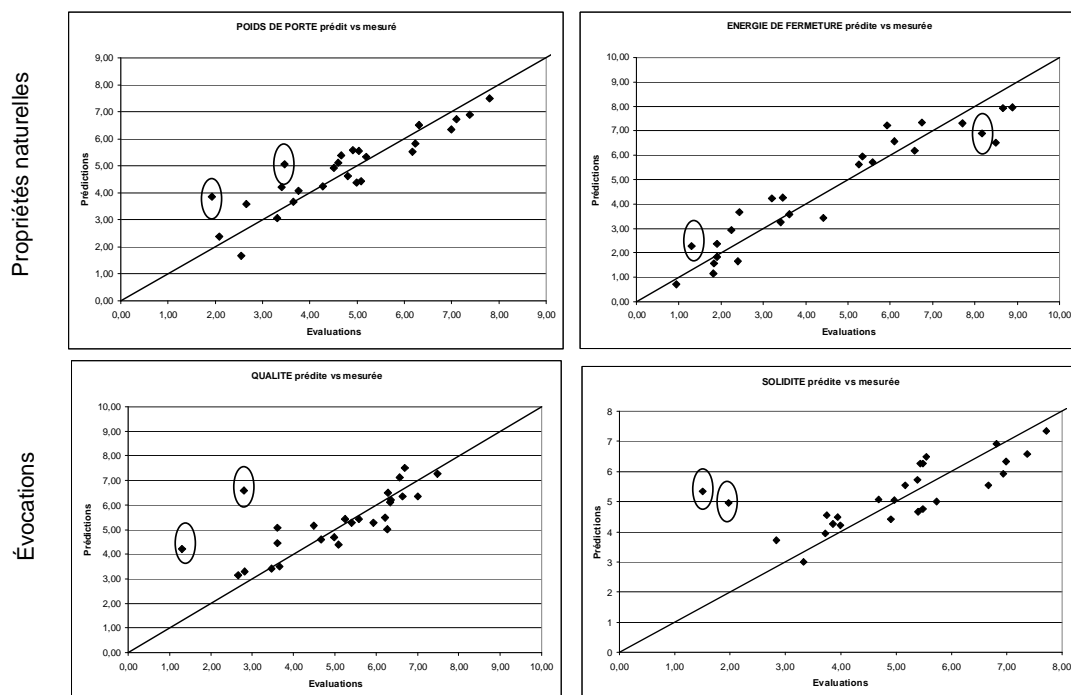 Propriétés naturelles
POIDS DE PORTE prédit vs mesuré
Prédictions
9,00
8,00
7,00
6,00
5,00
4,00
3,00
2,00
1,00
0,00
0,00 1,00 2,00 3,00 4,00 5,00 6,00 7,00 8,00 9,00
Evaluations
ENERGIE DE FERMETURE prédite vs mesurée
Prédictions
10,00
9,00
8,00
7,00
6,00
5,00
4,00
3,00
2,00
1,00
0,00
0,00 1,00 2,00 3,00 4,00 5,00 6,00 7,00 8,00 9,00 10,00
Evaluations
Évocations
QUALITE prédite vs mesurée
Prédictions
10,00
9,00
8,00
7,00
6,00
5,00
4,00
3,00
2,00
1,00
0,00
0,00 1,00 2,00 3,00 4,00 5,00 6,00 7,00 8,00 9,00 10,00
Evaluations
SOLIDITE prédite vs mesurée
Prédictions
8
7
6
5
4
3
2
1
0
0,00 1,00 2,00 3,00 4,00 5,00 6,00 7,00 8,00
Evaluations